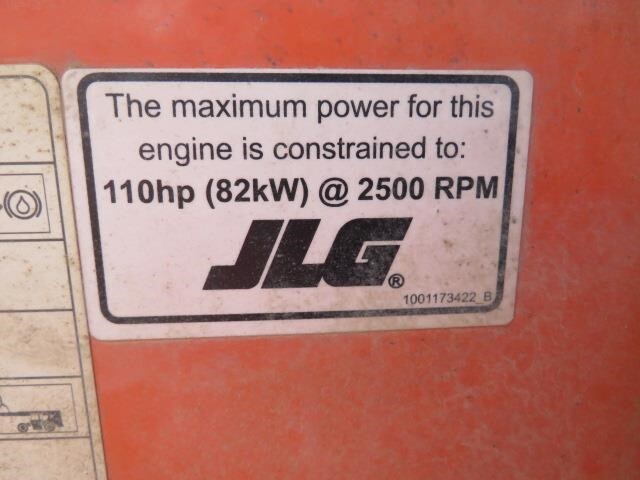 The maximum power for this
engine is constrained to:
110hp (82kW) @ 2500 RPM
JLG®
1001173422_B